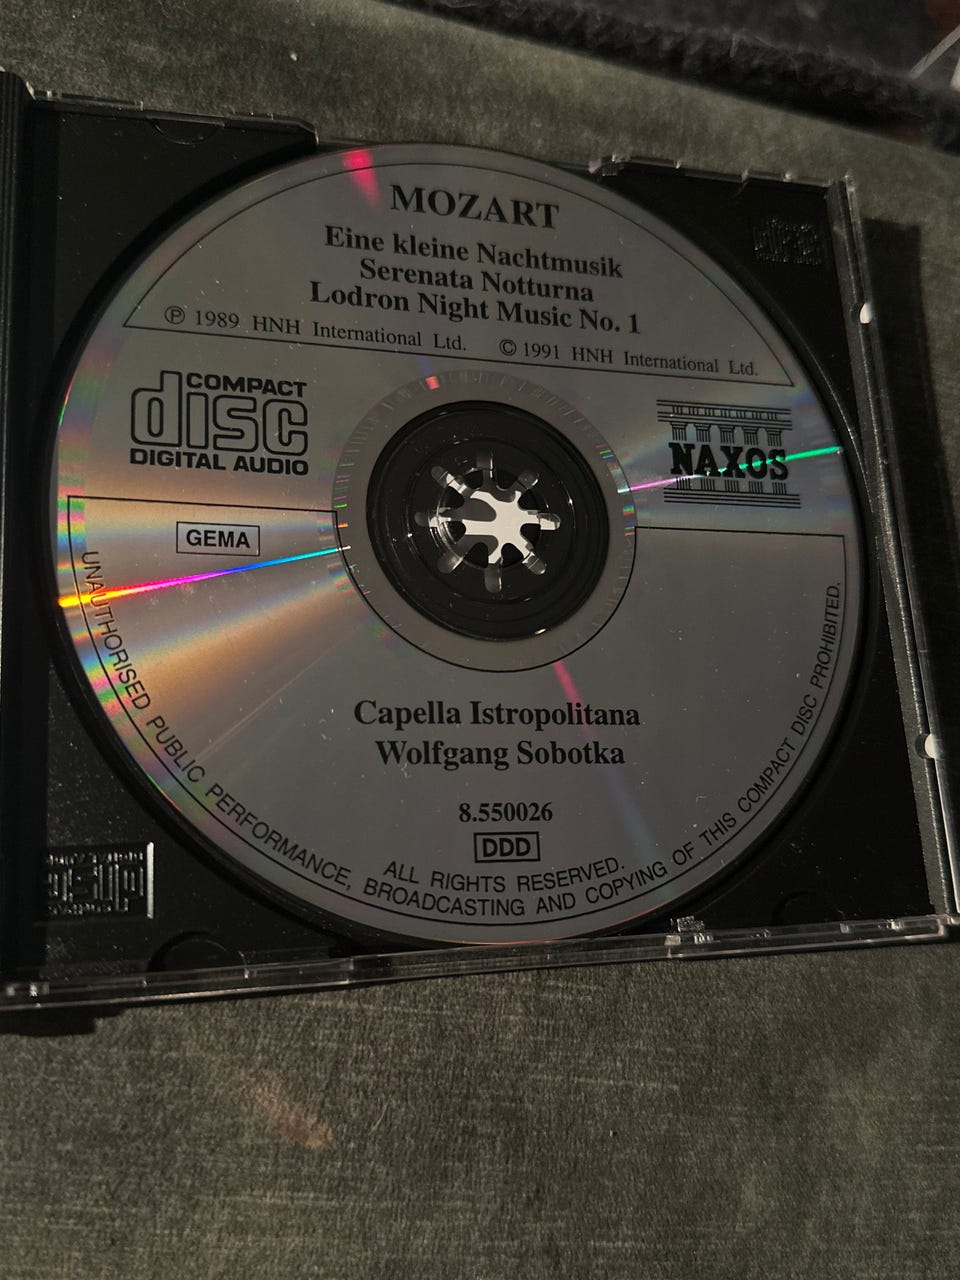 MOZART
Eine kleine Nachtmusik
Serenata Notturna
Lodron Night Music No. 1
℗ 1989 HNH International Ltd. © 1991 HNH International Ltd.
COMPACT
disc
DIGITAL AUDIO
NAXOS
GEMA
Capella Istropolitana
Wolfgang Sobotka
8.550026
DDD
ALL RIGHTS RESERVED.
UNAUTHORISED PUBLIC PERFORMANCE, BROADCASTING AND COPYING OF THIS COMPACT DISC PROHIBITED.